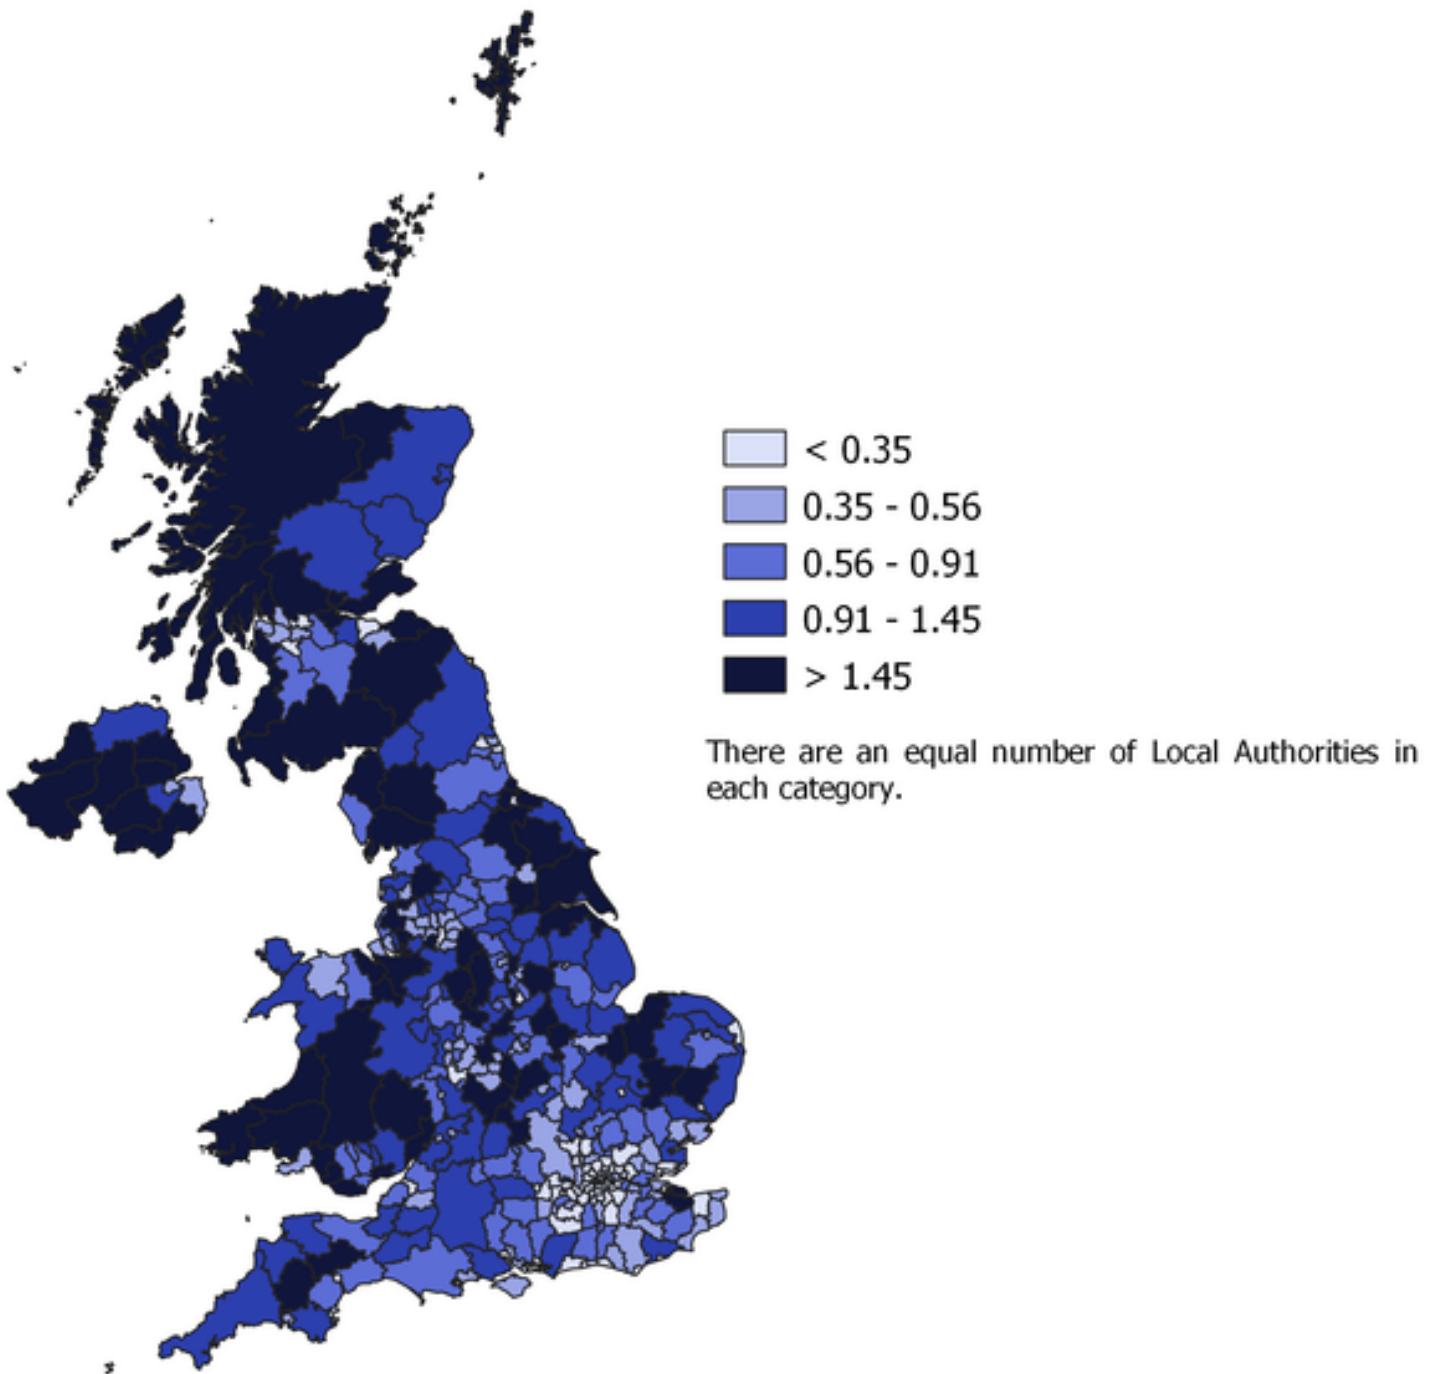 < 0.35
0.35 - 0.56
0.56 - 0.91
0.91 - 1.45
> 1.45
There are an equal number of Local Authorities in
each category.